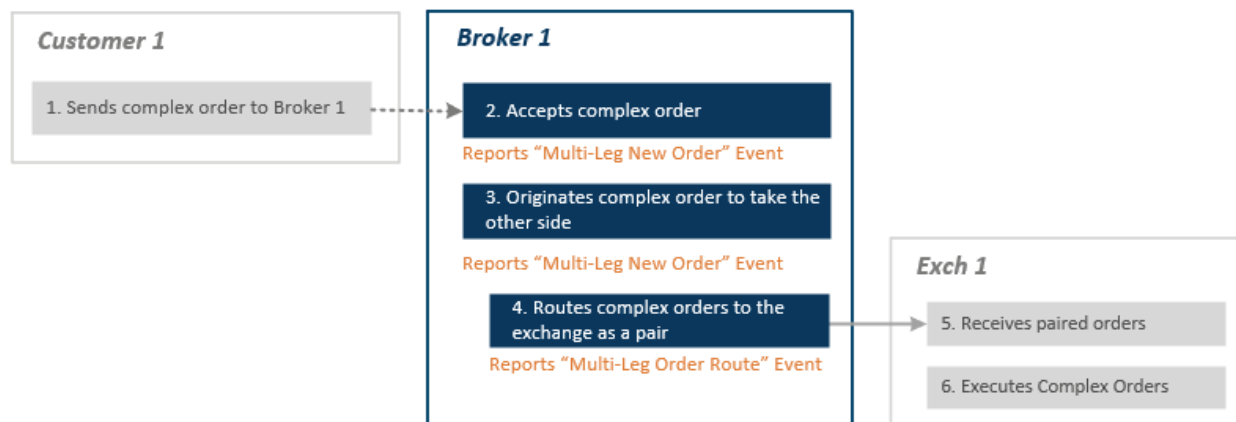 Customer 1
1. Sends complex order to Broker 1
Broker 1
2. Accepts complex order
Reports “Multi-Leg New Order” Event
3. Originates complex order to take the
other side
Reports “Multi-Leg New Order” Event
4. Routes complex orders to the
exchange as a pair
Reports “Multi-Leg Order Route” Event
Exch 1
5. Receives paired orders
6. Executes Complex Orders